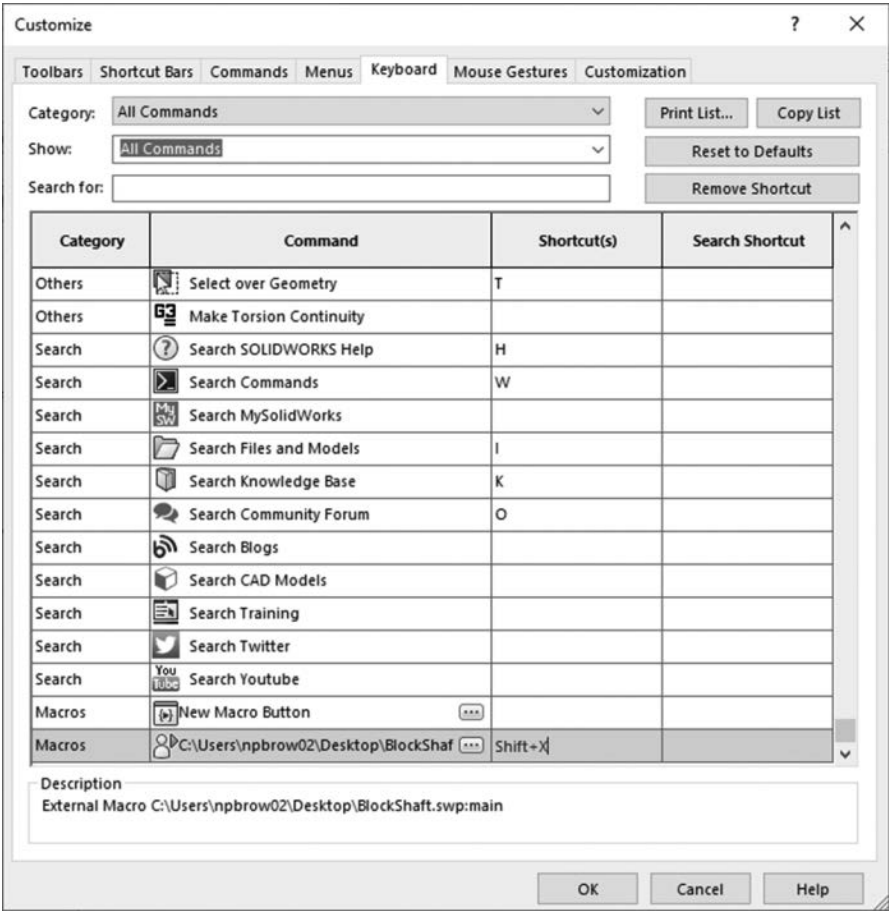 Customize ?
Toolbars Shortcut Bars Commands Menus Keyboard Mouse Gestures Customization
Category: All Commands Print List... Copy List
Show: All Commands Reset to Defaults
Search for: Remove Shortcut
Category Command Shortcut(s) Search Shortcut
Others Select over Geometry T
Others G3 Make Torsion Continuity
Search ? Search SOLIDWORKS Help H
Search Search Commands W
Search My SW Search MySolidWorks
Search Search Files and Models I
Search Search Knowledge Base K
Search Search Community Forum O
Search b Search Blogs
Search Search CAD Models
Search Search Training
Search Search Twitter
Search You Tube Search Youtube
Macros New Macro Button ...
Macros C:\Users\npbrow02\Desktop\BlockShaf ... Shift+X
Description
External Macro C:\Users\npbrow02\Desktop\BlockShaft.swp:main
OK Cancel Help